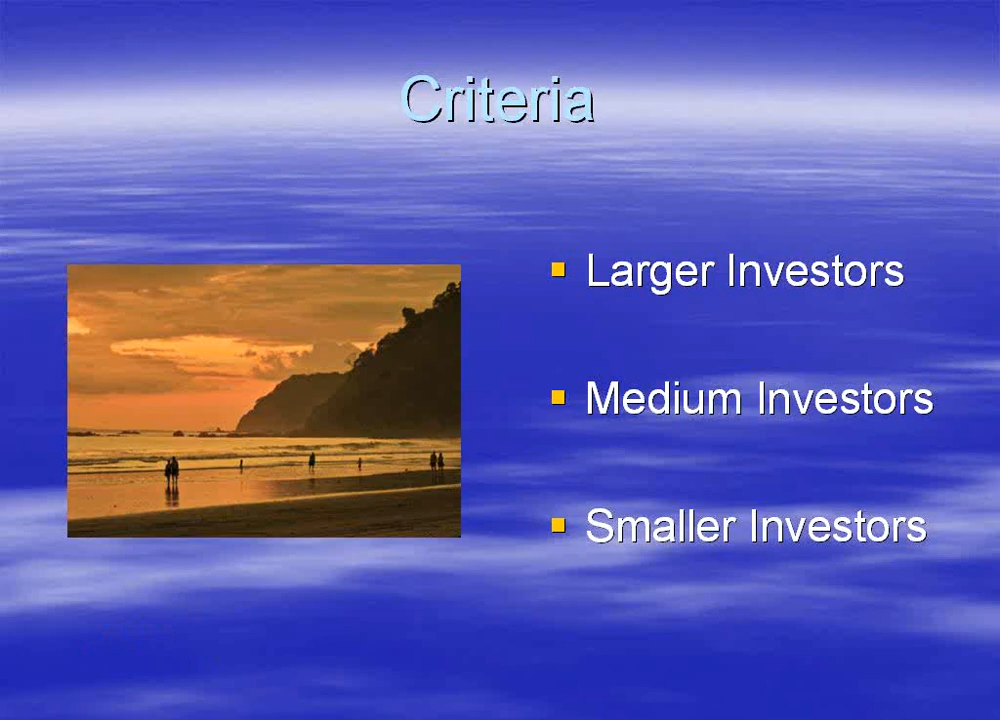 Criteria
Larger Investors
Medium Investors
Smaller Investors